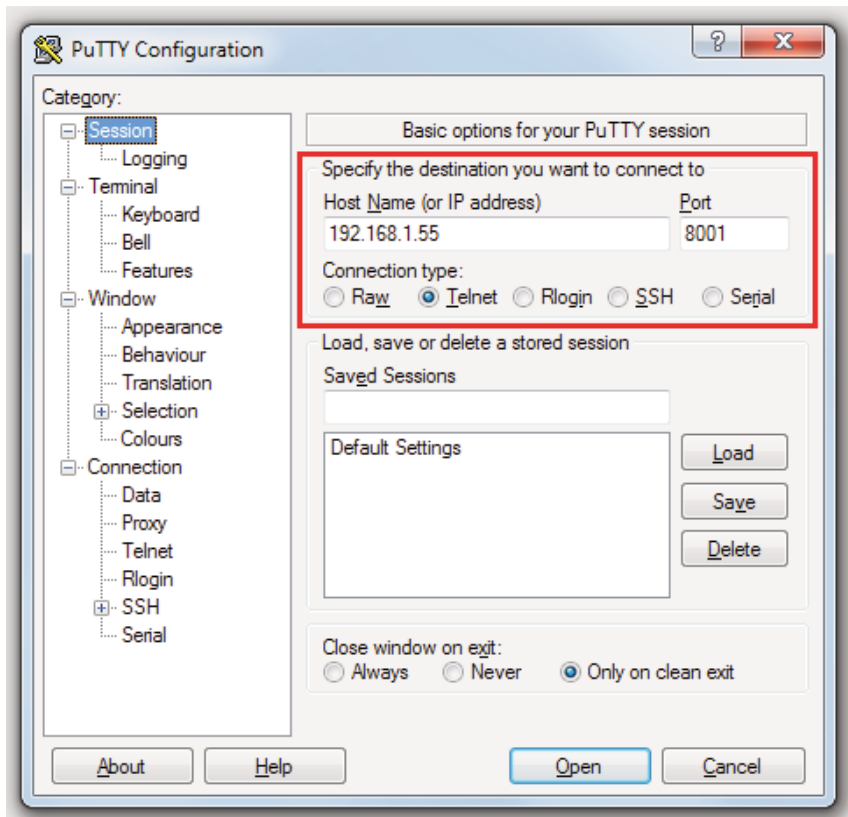 PuTTY Configuration
Category:
Session
Logging
Terminal
Keyboard
Bell
Features
Window
Appearance
Behaviour
Translation
Selection
Colours
Connection
Data
Proxy
Telnet
Rlogin
SSH
Serial
Basic options for your PuTTY session
Specify the destination you want to connect to
Host Name (or IP address) Port
192.168.1.55 8001
Connection type:
Raw Telnet Rlogin SSH Serial
Load, save or delete a stored session
Saved Sessions
Default Settings
Load
Save
Delete
Close window on exit:
Always Never Only on clean exit
About Help Open Cancel